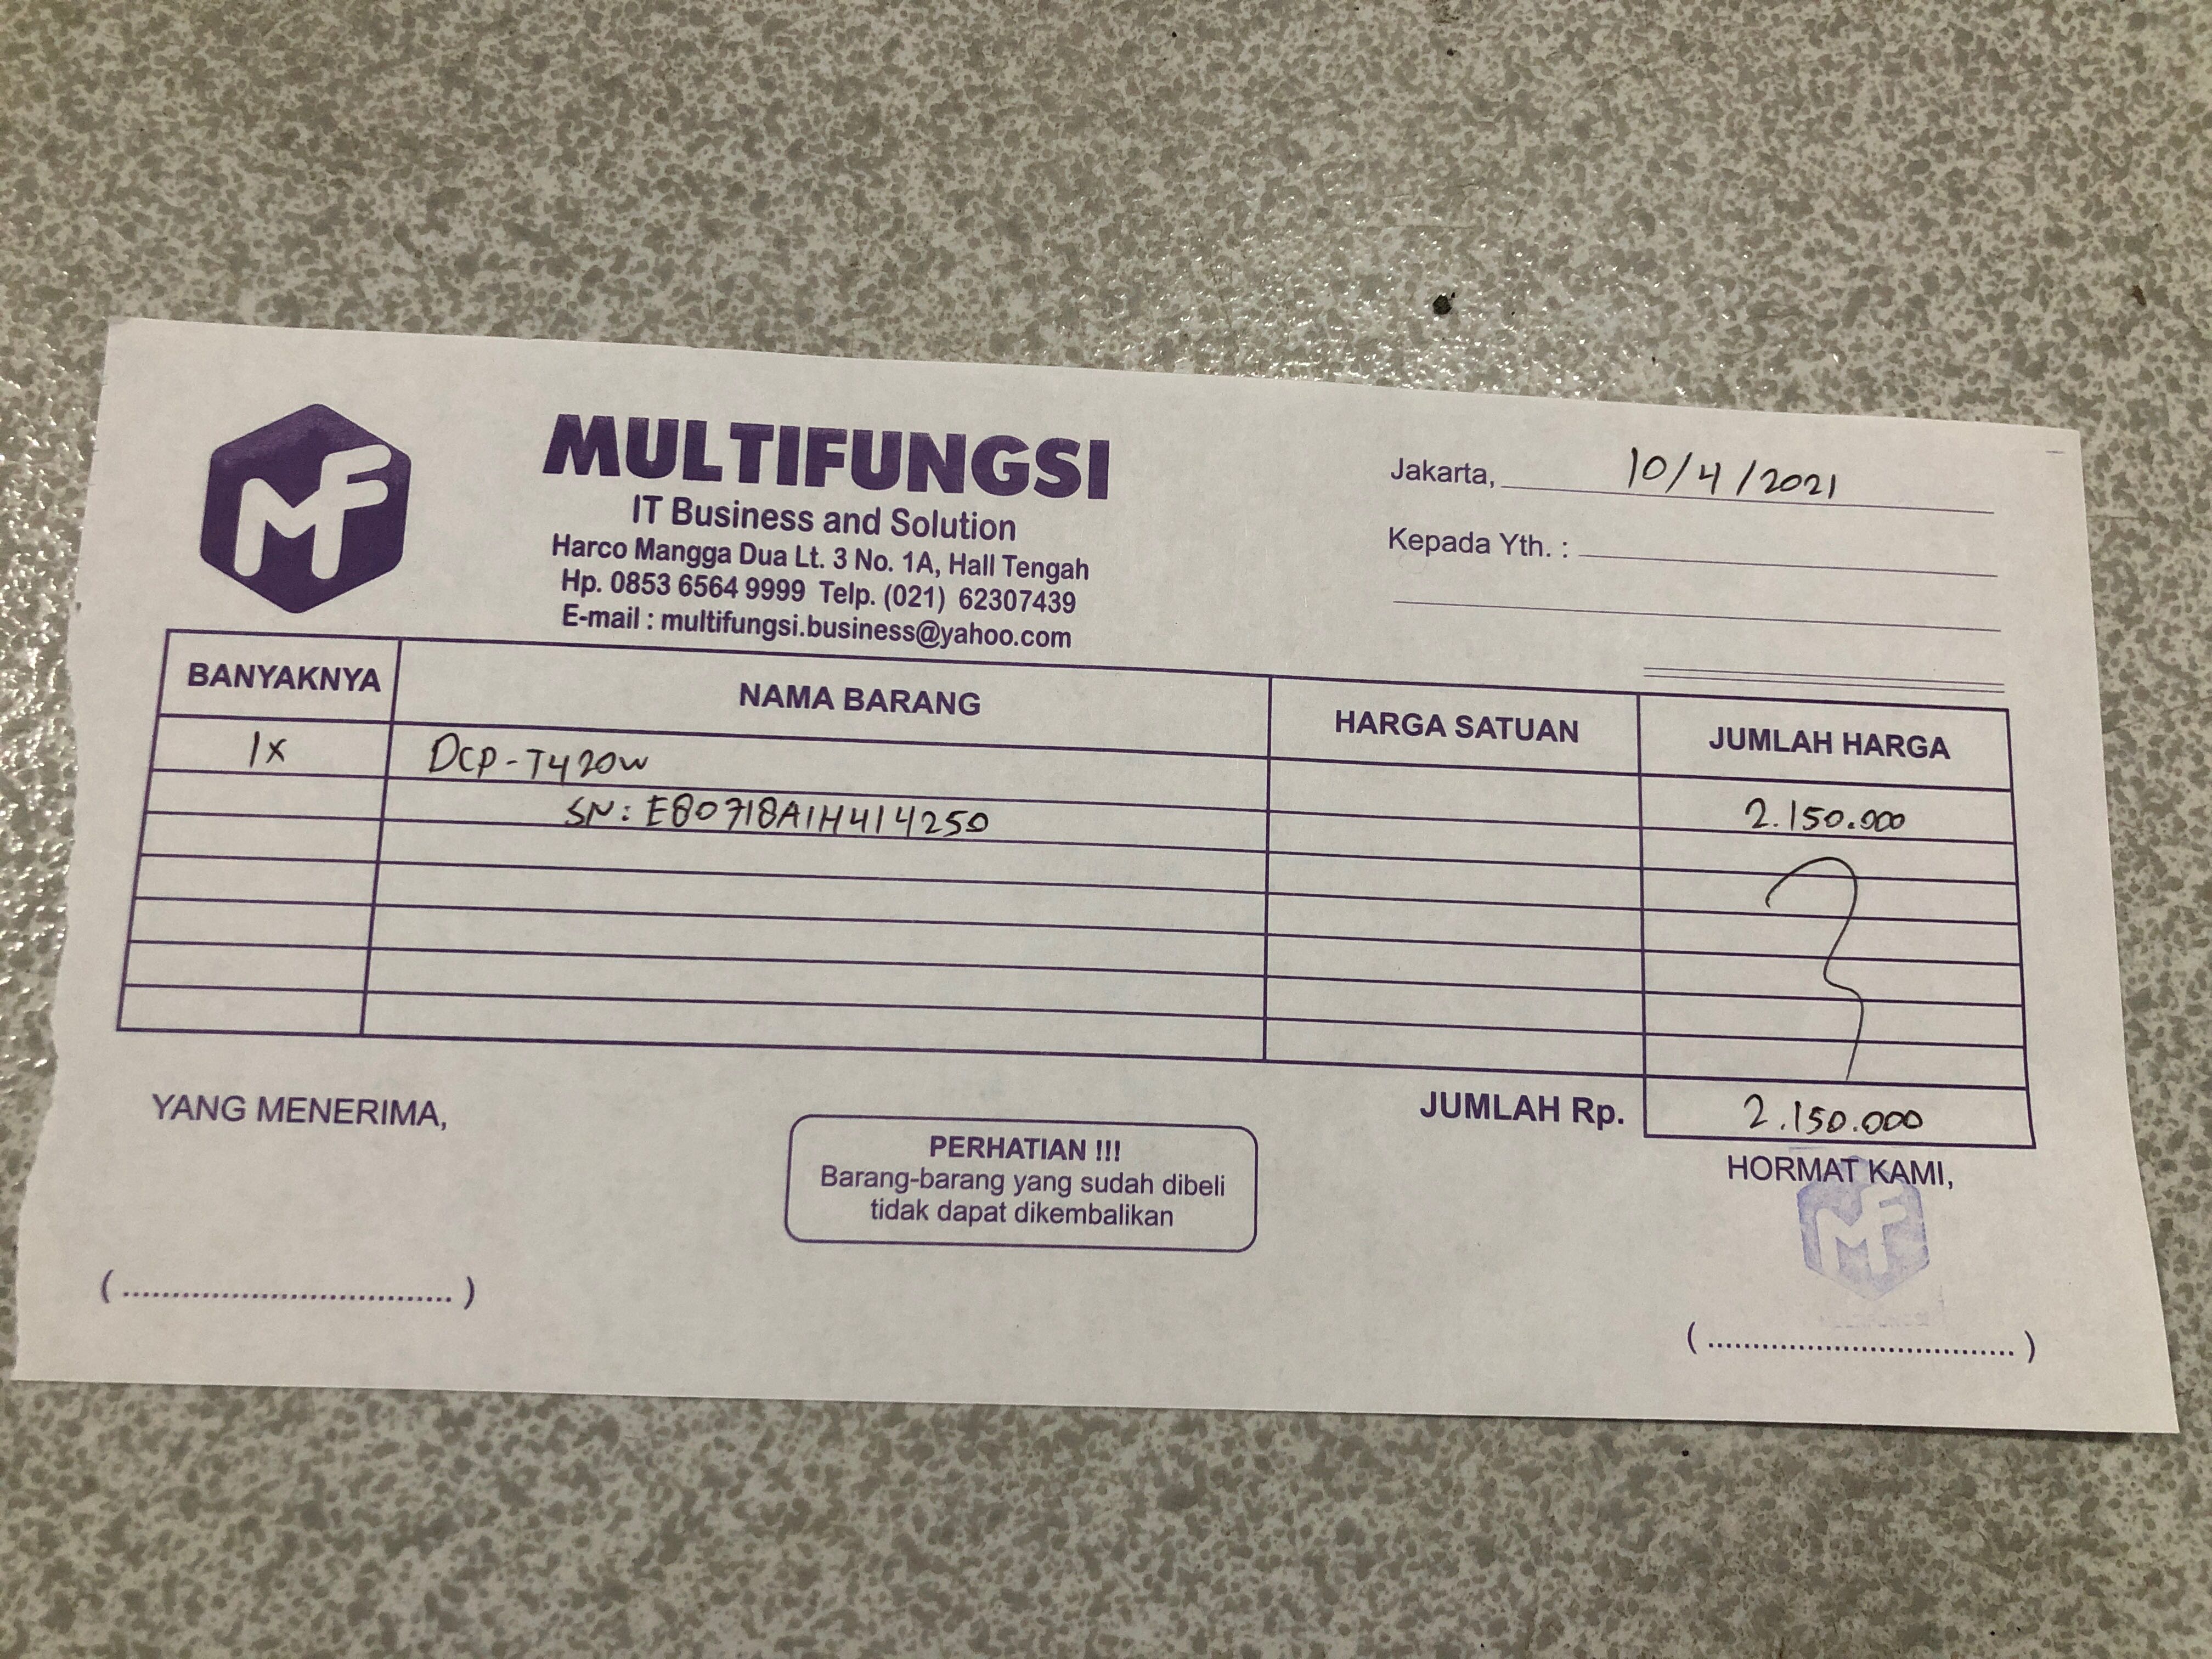 MF
MULTIFUNGSI
IT Business and Solution
Harco Mangga Dua Lt. 3 No. 1A, Hall Tengah
Hp. 0853 6564 9999 Telp. (021) 62307439
E-mail : multifungsi.business@yahoo.com
Jakarta, 10/4/2021
Kepada Yth. :
BANYAKNYA NAMA BARANG HARGA SATUAN JUMLAH HARGA
1x DCP-T420W
SN: E80718A1H414250 2.150.000
JUMLAH Rp. 2.150.000
YANG MENERIMA,
PERHATIAN !!!
Barang-barang yang sudah dibeli
tidak dapat dikembalikan
HORMAT KAMI,
MF
(..................................)
(..................................)